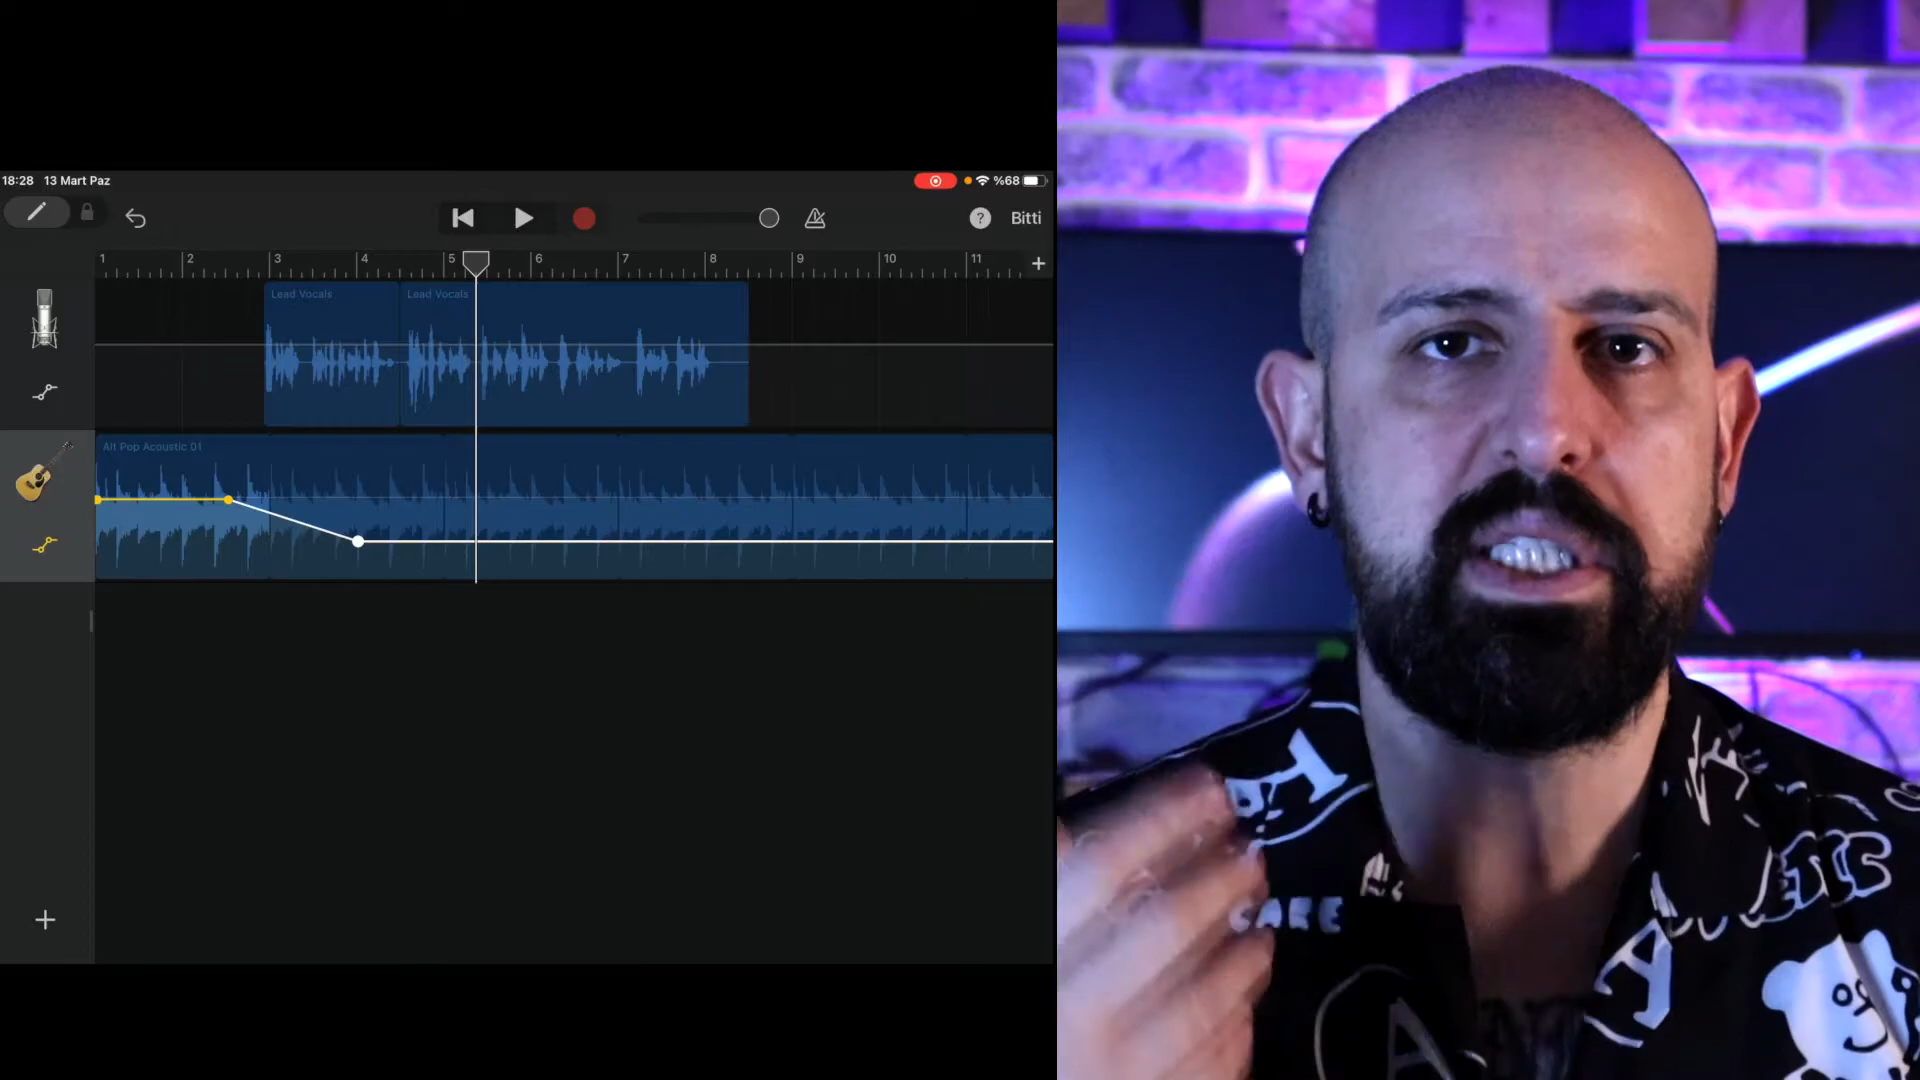 18:28 13 Mart Paz
%68
? Bitti
1 2 3 4 5 6 7 8 9 10 11
Lead Vocals Lead Vocals
Alt Pop Acoustic 01
CARE
A